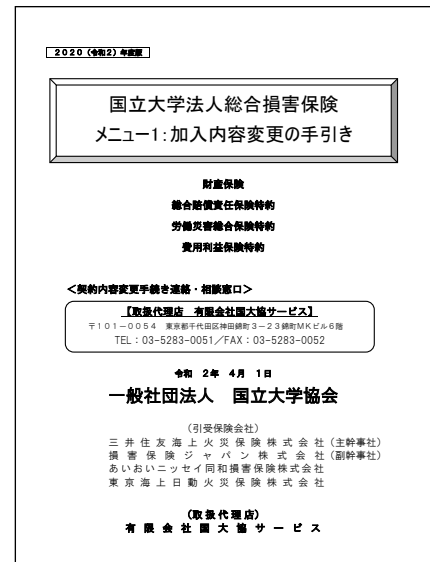 2020（令和2）年度版
国立大学法人総合損害保険
メニュー1：加入内容変更の手引き
財産保険
総合賠償責任保険特約
労働災害総合保険特約
費用利益保険特約
＜契約内容変更手続き連絡・相談窓口＞
【取扱代理店　有限会社国大協サービス】
〒101－0054　東京都千代田区神田錦町3－23錦町MKビル6階
TEL：03-5283-0051／FAX：03-5283-0052
令和　2年　4月　1日
一般社団法人　国立大学協会
（引受保険会社）
三井住友海上火災保険株式会社（主幹事社）
損害保険ジャパン株式会社（副幹事社）
あいおいニッセイ同和損害保険株式会社
東京海上日動火災保険株式会社
（取扱代理店）
有限会社国大協サービス